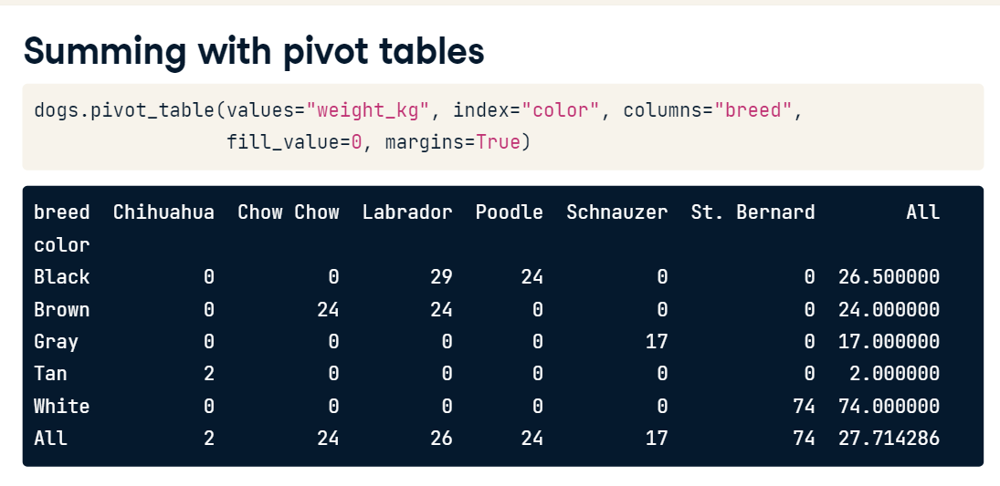 Summing with pivot tables
dogs.pivot_table(values="weight_kg", index="color", columns="breed",
                 fill_value=0, margins=True)
breed  Chihuahua  Chow Chow  Labrador  Poodle  Schnauzer  St. Bernard        All
color
Black          0          0        29      24          0            0  26.500000
Brown          0         24        24       0          0            0  24.000000
Gray           0          0         0       0         17            0  17.000000
Tan            2          0         0       0          0            0   2.000000
White          0          0         0       0          0           74  74.000000
All            2         24        26      24         17           74  27.714286